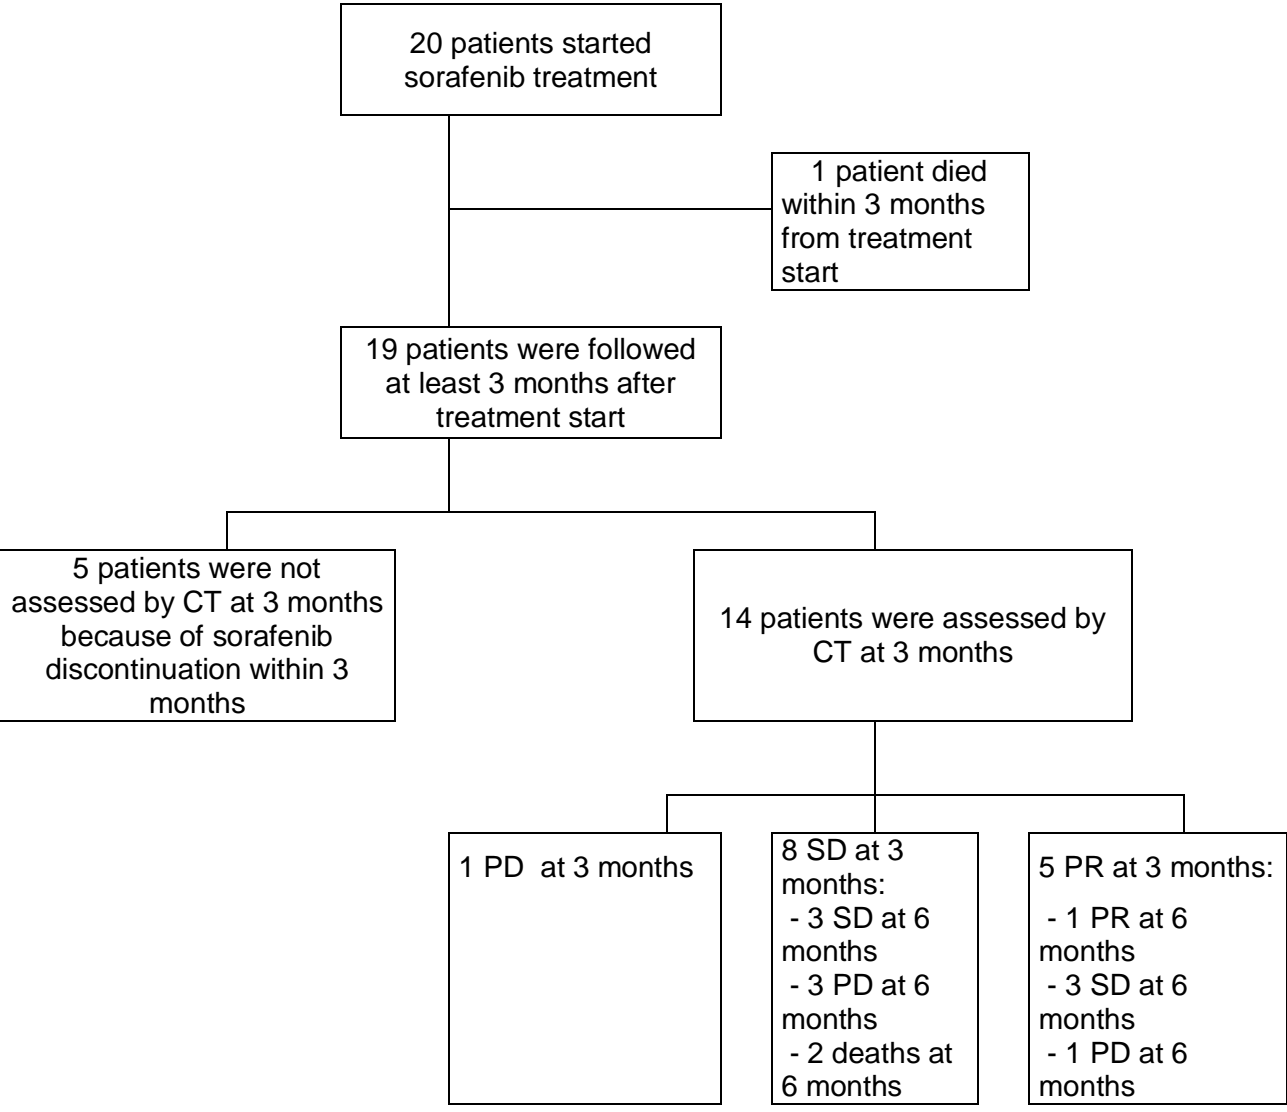 20 patients started
sorafenib treatment
1 patient died
within 3 months
from treatment
start
19 patients were followed
at least 3 months after
treatment start
5 patients were not
assessed by CT at 3 months
because of sorafenib
discontinuation within 3
months
14 patients were assessed by
CT at 3 months
1 PD  at 3 months
8 SD at 3
months:
- 3 SD at 6
months
- 3 PD at 6
months
- 2 deaths at
6 months
5 PR at 3 months:
- 1 PR at 6
months
- 3 SD at 6
months
- 1 PD at 6
months